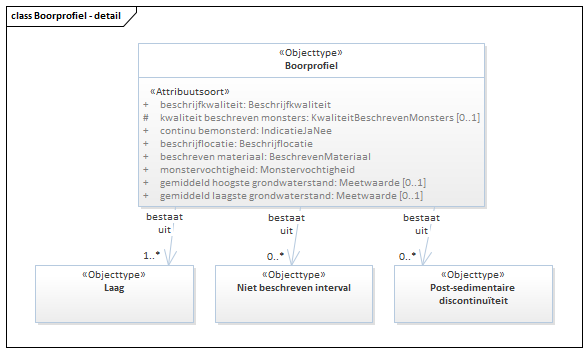 class Boorprofiel - detail
«Objecttype»
Boorprofiel
«Attribuutsoort»
+ beschrijfkwaliteit: Beschrijfkwaliteit
# kwaliteit beschreven monsters: KwaliteitBeschrevenMonsters [0..1]
+ continu bemonsterd: IndicatieJaNee
+ beschrijflocatie: Beschrijflocatie
+ beschreven materiaal: BeschrevenMateriaal
+ monstervochtigheid: Monstervochtigheid
+ gemiddeld hoogste grondwaterstand: Meetwaarde [0..1]
+ gemiddeld laagste grondwaterstand: Meetwaarde [0..1]
bestaat
uit
1..*
bestaat
uit
0..*
bestaat
uit
0..*
«Objecttype»
Laag
«Objecttype»
Niet beschreven interval
«Objecttype»
Post-sedimentaire
discontinuïteit